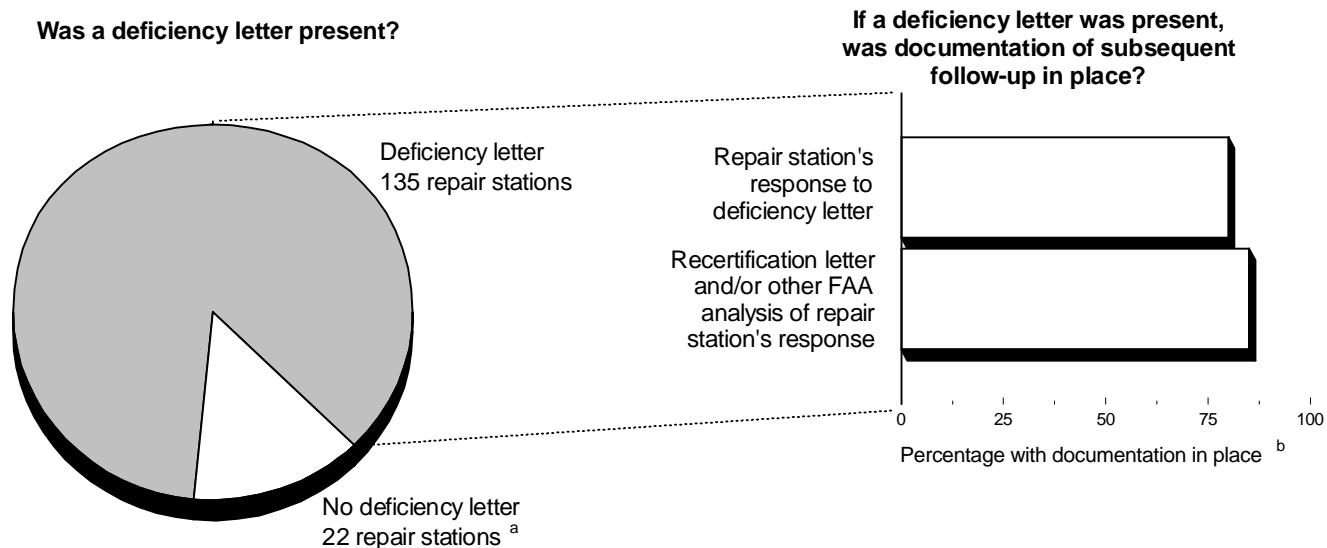 Was a deficiency letter present?
Deficiency letter
135 repair stations
No deficiency letter
22 repair stations a
If a deficiency letter was present,
was documentation of subsequent
follow-up in place?
Repair station's
response to
deficiency letter
Recertification letter
and/or other FAA
analysis of repair
station's response
0 25 50 75 100
Percentage with documentation in place b